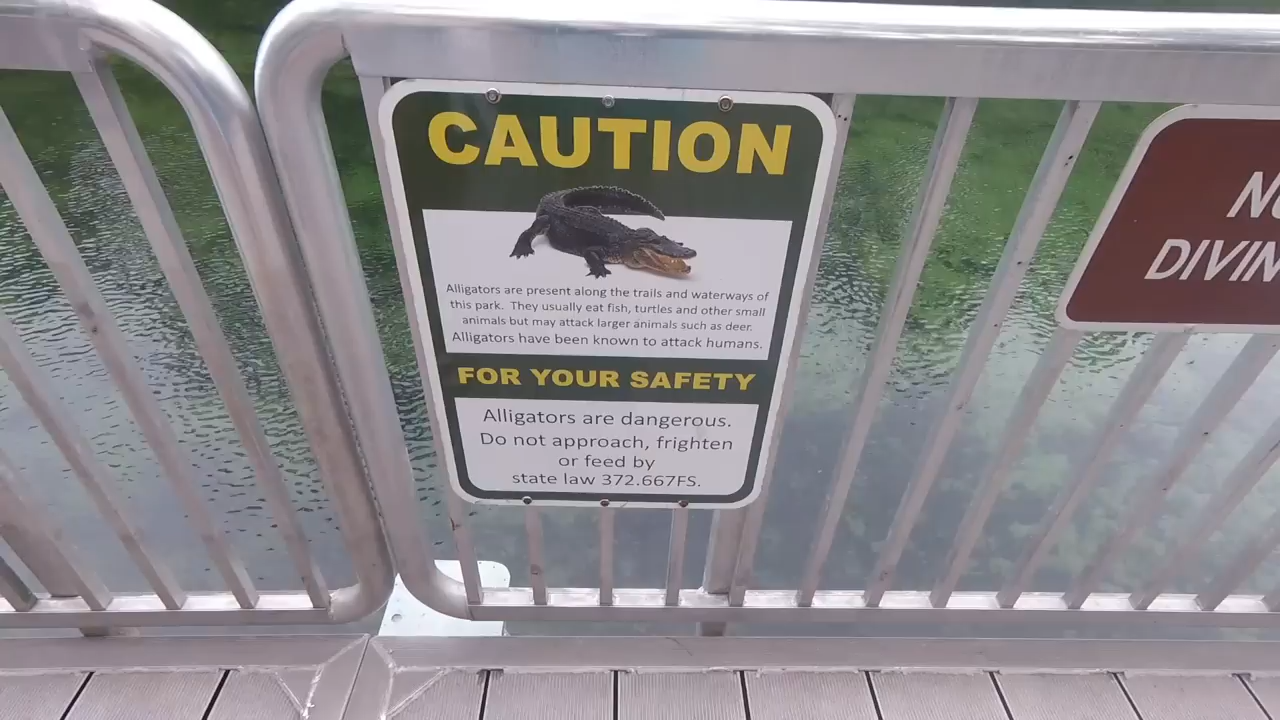 CAUTION
Alligators are present along the trails and waterways of
this park. They usually eat fish, turtles and other small
animals but may attack larger animals such as deer.
Alligators have been known to attack humans.
FOR YOUR SAFETY
Alligators are dangerous.
Do not approach, frighten
or feed by
state law 372.667FS.